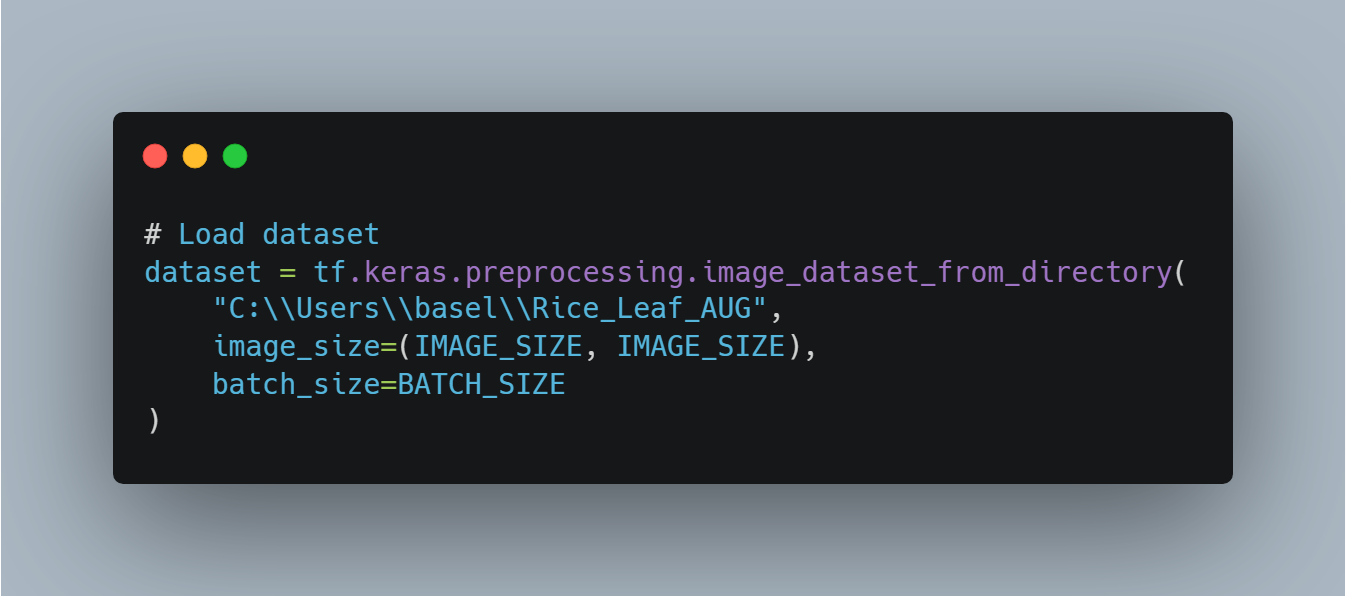 # Load dataset
dataset = tf.keras.preprocessing.image_dataset_from_directory(
    "C:\\Users\\basel\\Rice_Leaf_AUG",
    image_size=(IMAGE_SIZE, IMAGE_SIZE),
    batch_size=BATCH_SIZE
)